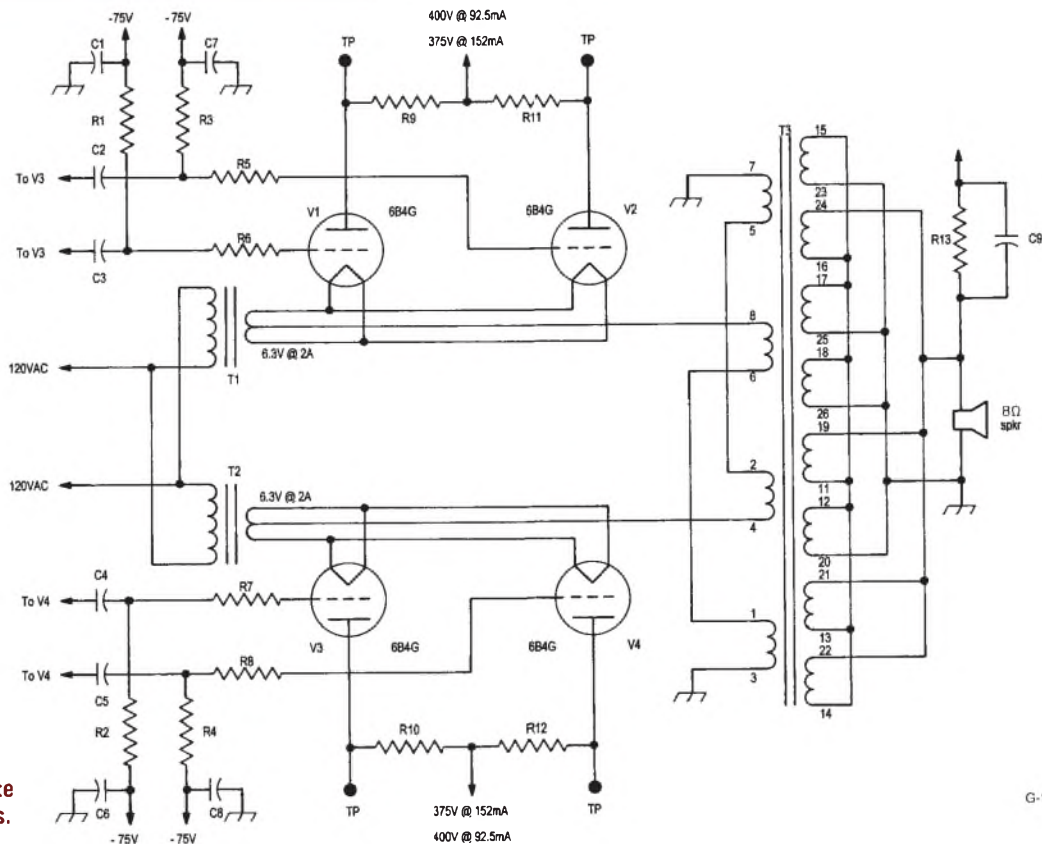 -75V -75V
400V @ 92.5mA
375V @ 152mA
C1 C7
TP TP
R1 R3
R9 R11
C2
To V3
R5
V1 6B4G 6B4G V2
To V3
C3
R6
T3 15
7
23
24
5
16
17
R13 C9
8
25
18
6.3V @ 2A
120VAC
T1
6
26
19
8Ω
spkr
120VAC
T2
6.3V @ 2A
2
11
12
4
20
21
C4
To V4
R7
V3 6B4G 6B4G V4
1
13
22
To V4
C5
R8
3
14
R2 R4
R10 R12
C6 C8
TP TP
-75V -75V
375V @ 152mA
400V @ 92.5mA
s.